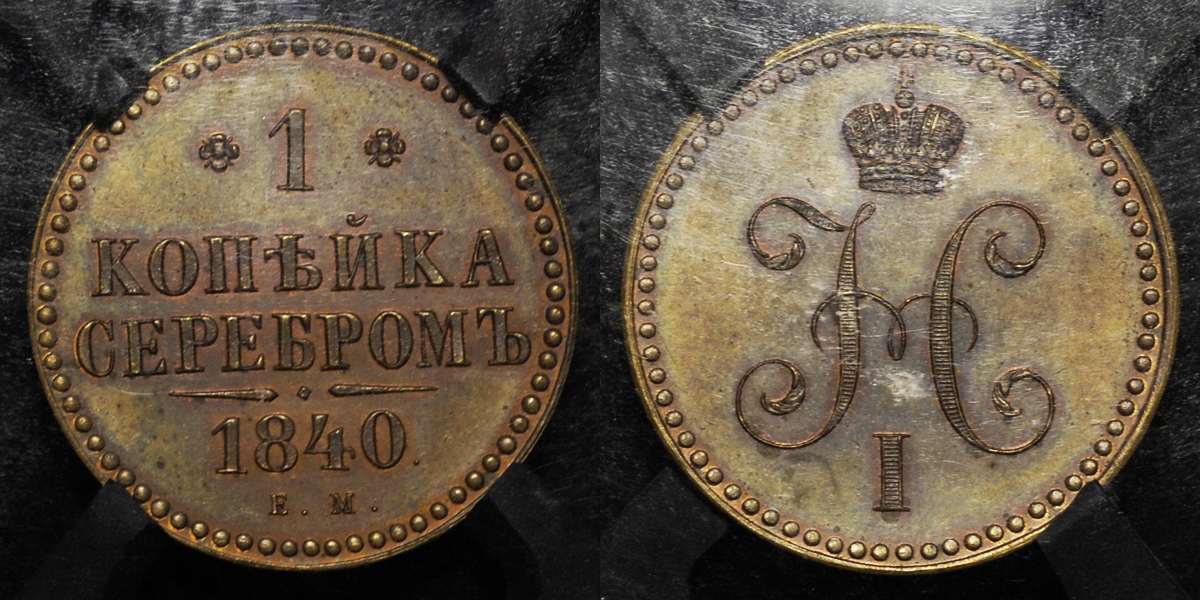 1
КОПѢЙКА
СЕРЕБРОМЪ
1840.
Е. М.
Н
I